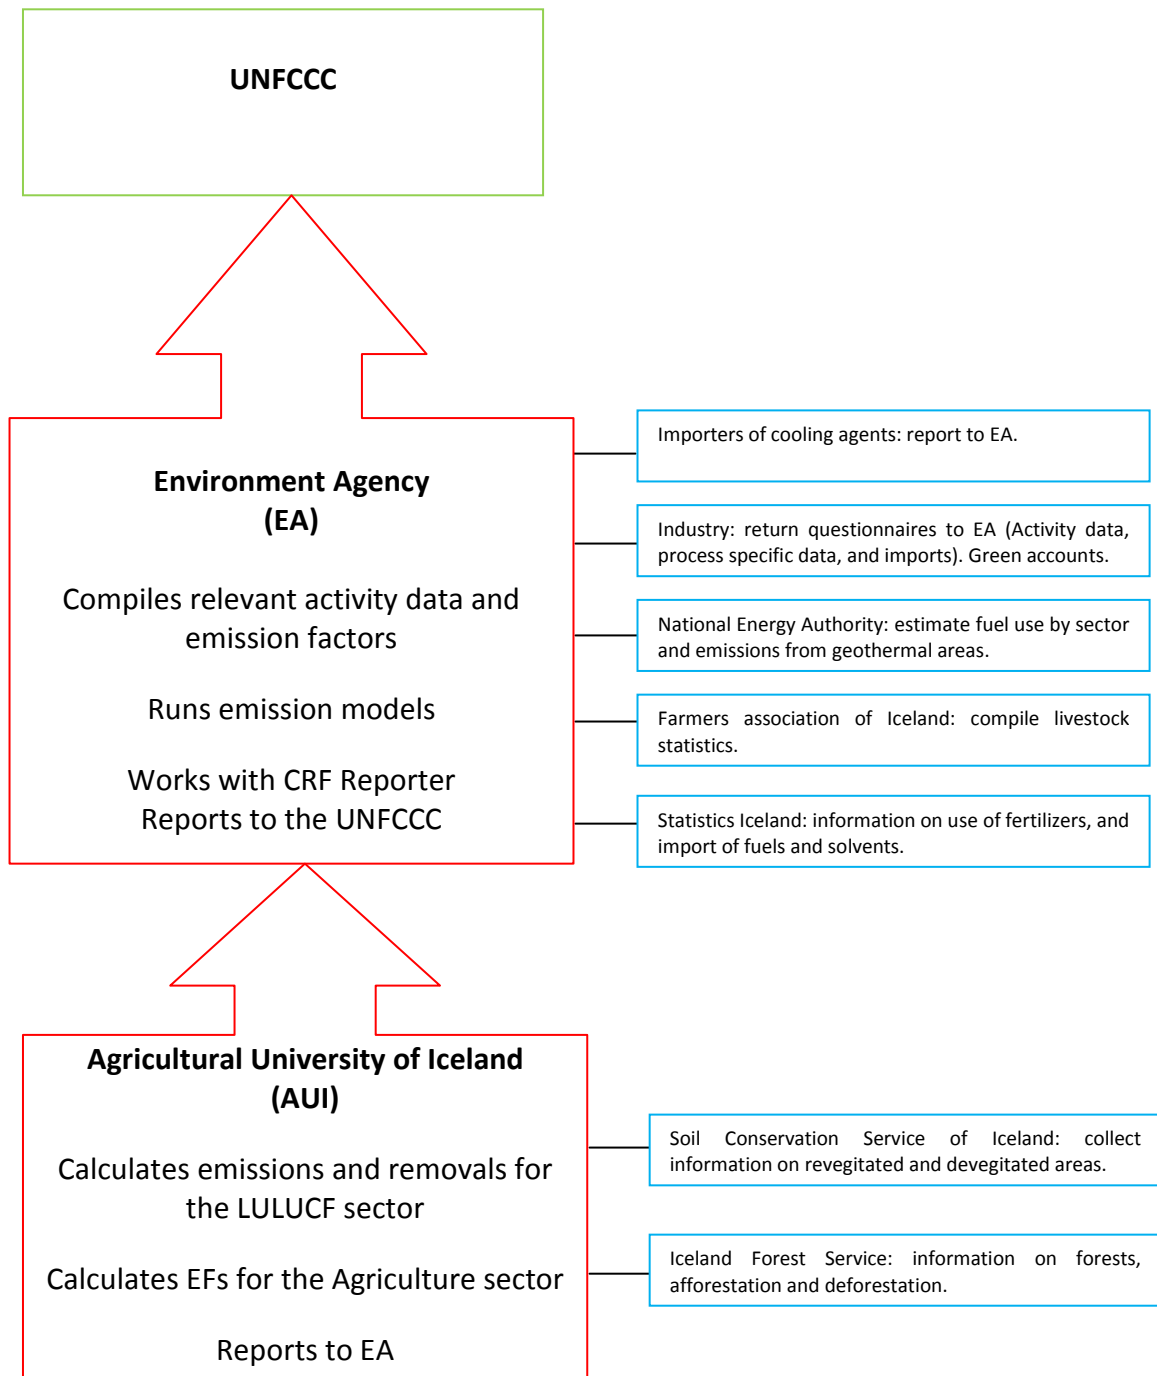 UNFCCC
Environment Agency
(EA)
Compiles relevant activity data and
emission factors
Runs emission models
Works with CRF Reporter
Reports to the UNFCCC
Importers of cooling agents: report to EA.
Industry: return questionnaires to EA (Activity data,
process specific data, and imports). Green accounts.
National Energy Authority: estimate fuel use by sector
and emissions from geothermal areas.
Farmers association of Iceland: compile livestock
statistics.
Statistics Iceland: information on use of fertilizers, and
import of fuels and solvents.
Agricultural University of Iceland
(AUI)
Calculates emissions and removals for
the LULUCF sector
Calculates EFs for the Agriculture sector
Reports to EA
Soil Conservation Service of Iceland: collect
information on revegitated and devegitated areas.
Iceland Forest Service: information on forests,
afforestation and deforestation.